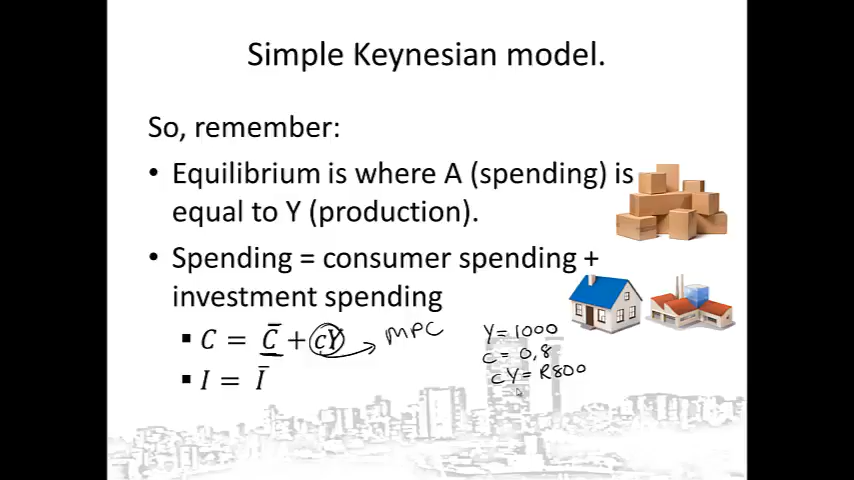 Simple Keynesian model.
So, remember:
• Equilibrium is where A (spending) is
equal to Y (production).
• Spending = consumer spending +
investment spending
▪ C = C̄ + cY → MPC
▪ I = Ī
Y = 1000
c = 0,8
cY = R800